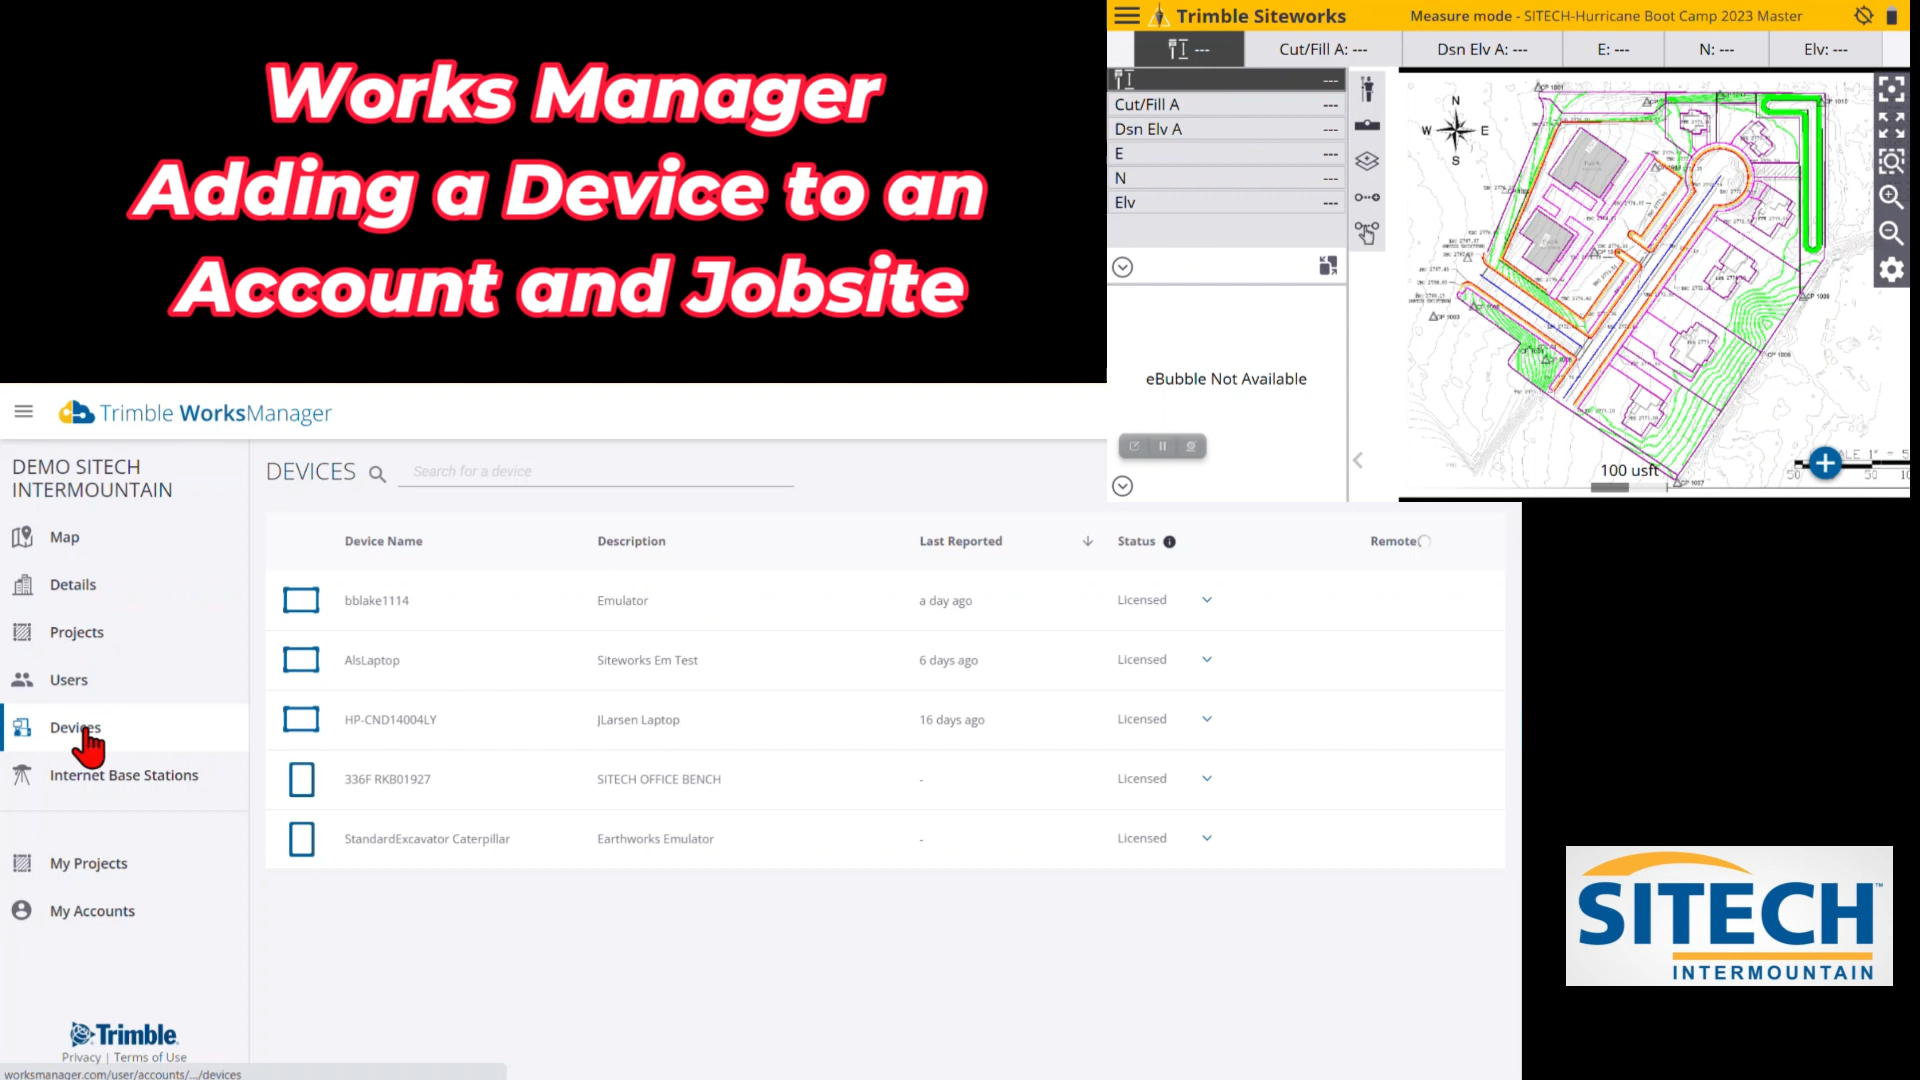 Works Manager
Adding a Device to an
Account and Jobsite
Trimble Siteworks
Measure mode - SITECH-Hurricane Boot Camp 2023 Master
---
Cut/Fill A: ---
Dsn Elv A: ---
E: ---
N: ---
Elv: ---
---
Cut/Fill A ---
Dsn Elv A ---
E ---
N ---
Elv ---
eBubble Not Available
N
W E
S
100 usft
CP 1009
Trimble WorksManager
DEMO SITECH
INTERMOUNTAIN
Map
Details
Projects
Users
Devices
Internet Base Stations
My Projects
My Accounts
Trimble
Privacy | Terms of Use
worksmanager.com/user/accounts/.../devices
DEVICES
Search for a device
Device Name Description Last Reported Status Remote
bblake1114 Emulator a day ago Licensed
AlsLaptop Siteworks Em Test 6 days ago Licensed
HP-CND14004LY JLarsen Laptop 16 days ago Licensed
336F RKB01927 SITECH OFFICE BENCH - Licensed
StandardExcavator Caterpillar Earthworks Emulator - Licensed
SITECH™
INTERMOUNTAIN